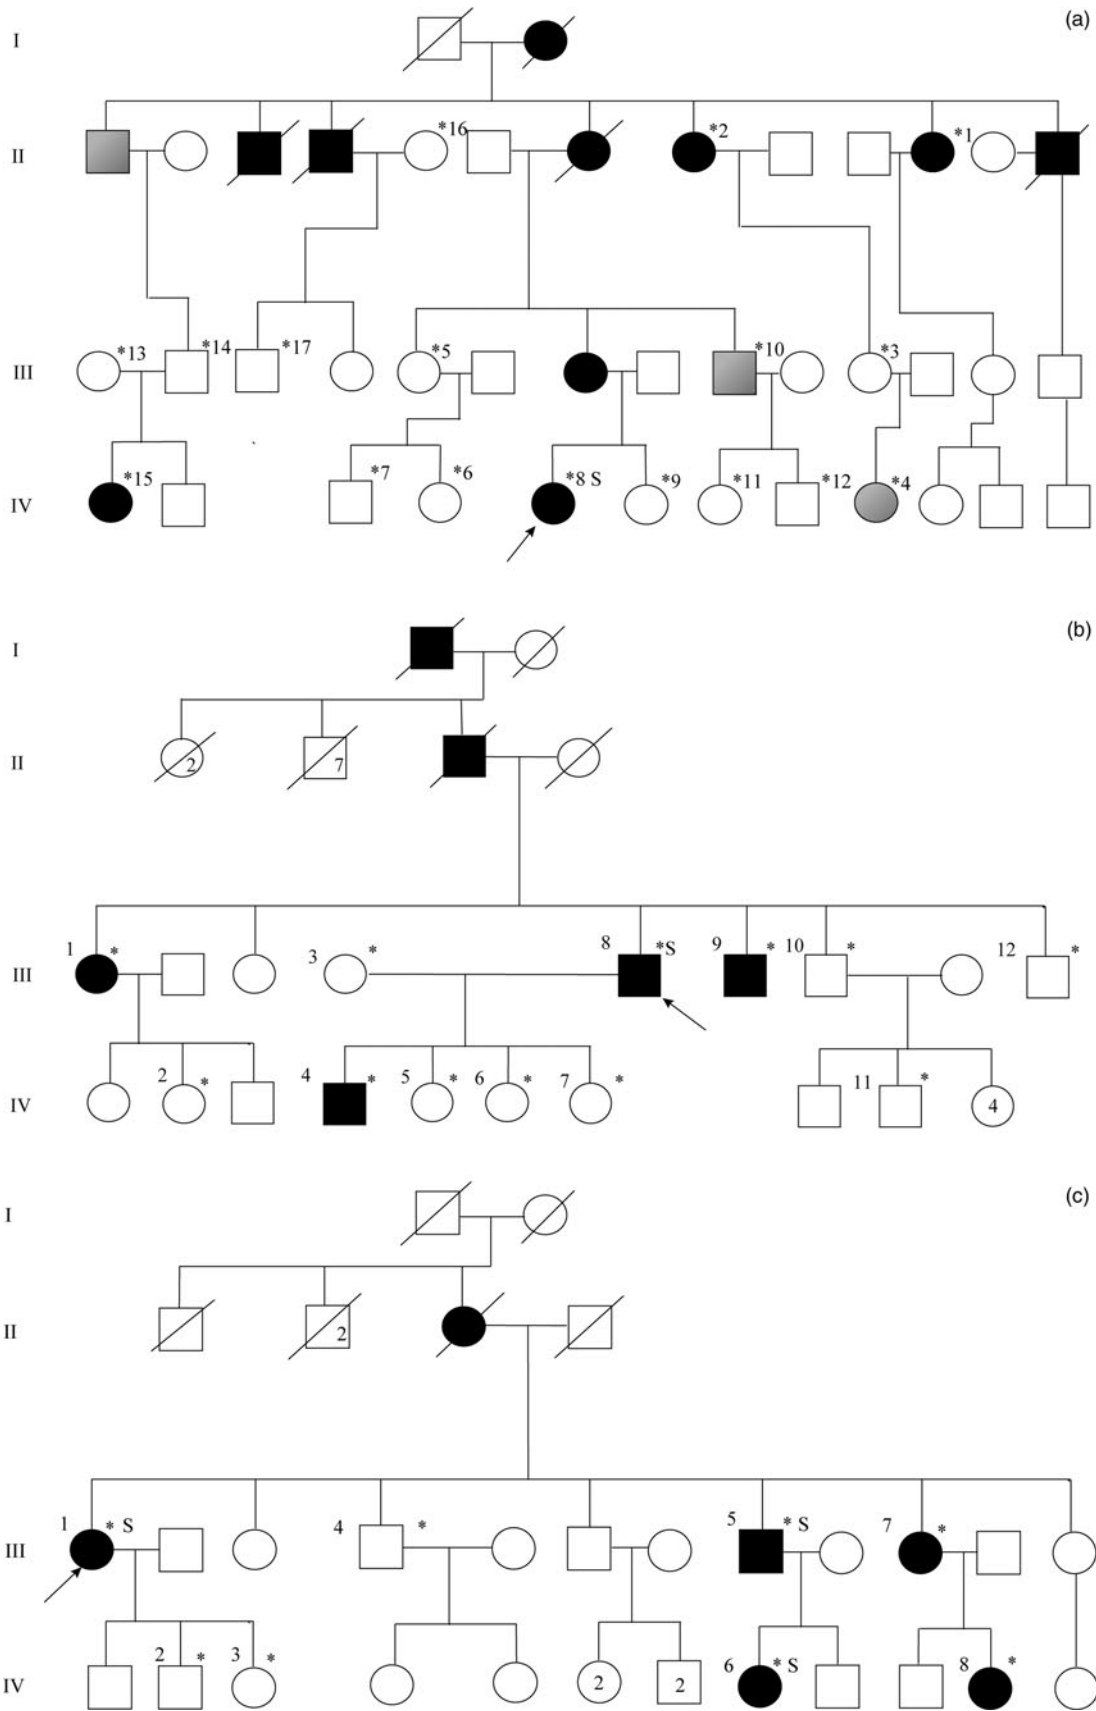 I (a)
*16 *2 *1
II
*13 *14 *17 *5 *10 *3
III
*15 *7 *6 *8 S *9 *11 *12 *4
IV
I (b)
II 2 7
1 * 3 * 8 *S 9 * 10 * 12 *
III
2 * 4 * 5 * 6 * 7 * 11 * 4
IV
I (c)
II 2
1 * S 4 * 5 * S 7 *
III
2 * 3 * 2 2 6 * S 8 *
IV